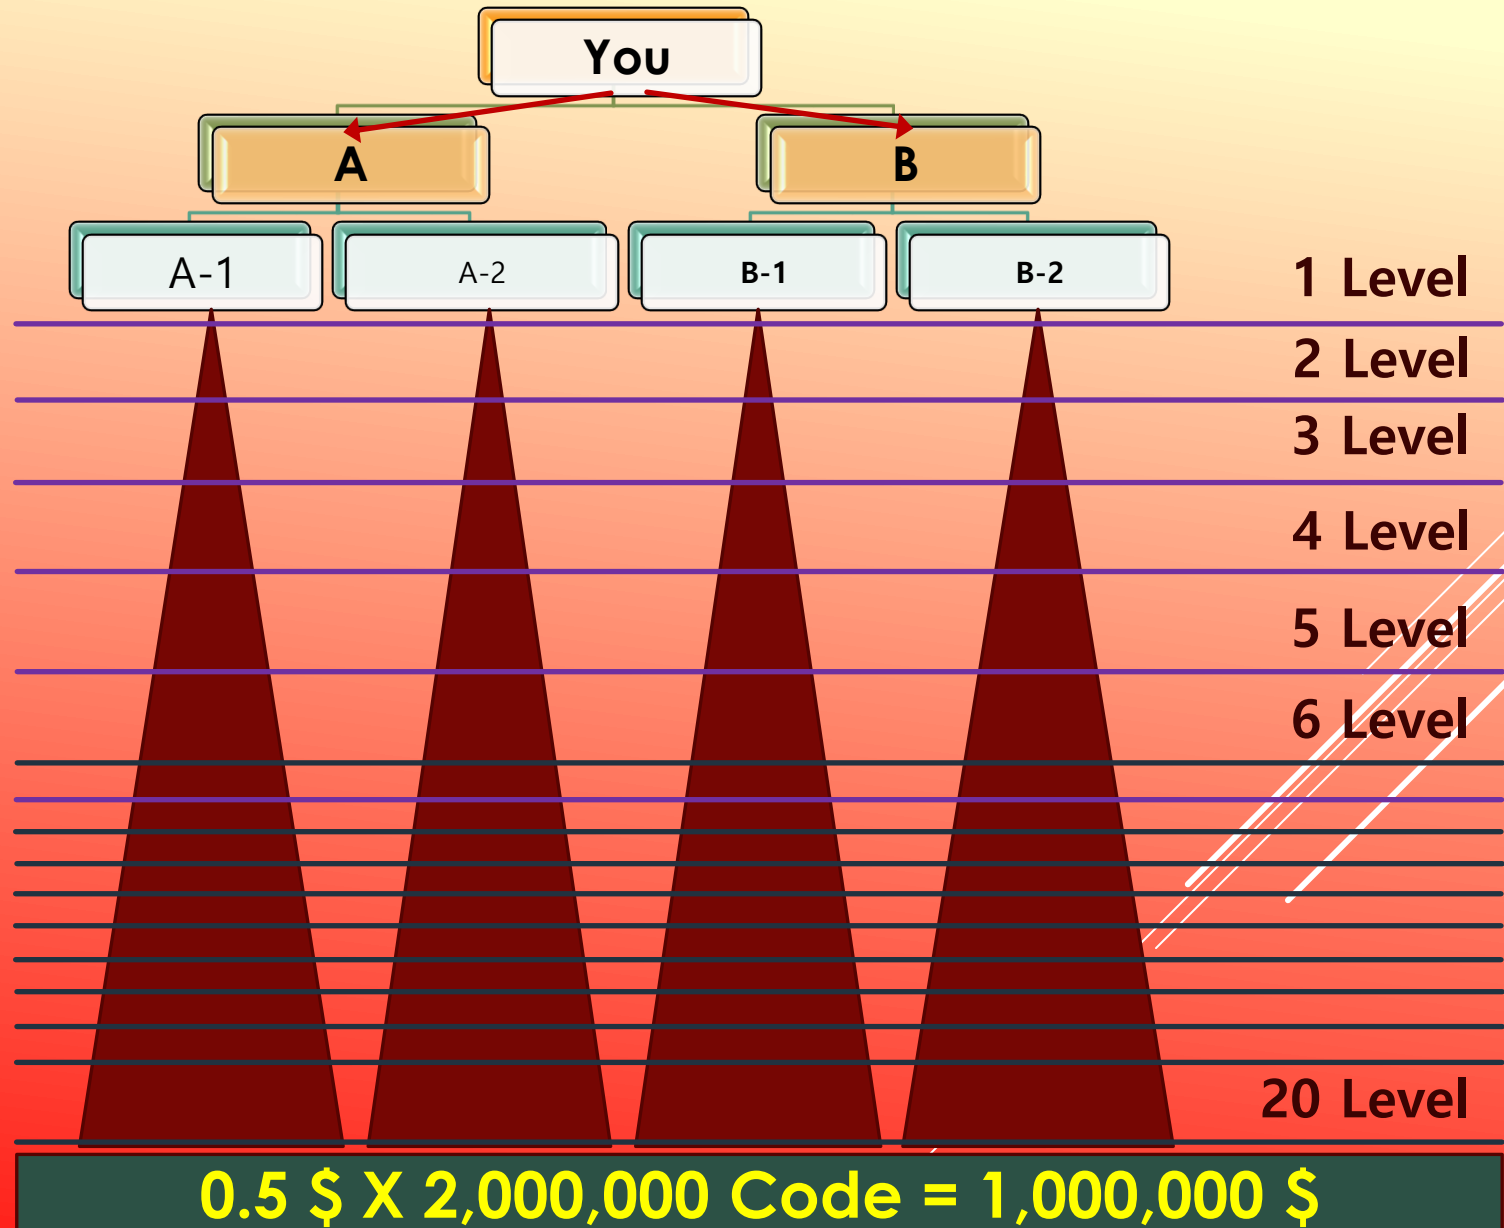 You
A B
A-1 A-2 B-1 B-2
1 Level
2 Level
3 Level
4 Level
5 Level
6 Level
20 Level
0.5 $ X 2,000,000 Code = 1,000,000 $